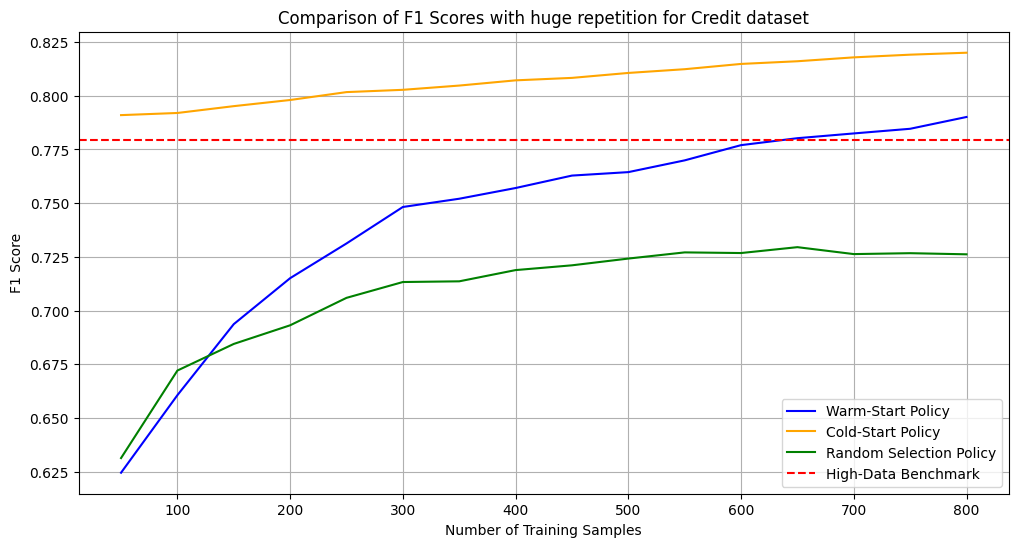 Comparison of F1 Scores with huge repetition for Credit dataset
F1 Score
0.825
0.800
0.775
0.750
0.725
0.700
0.675
0.650
0.625
100 200 300 400 500 600 700 800
Number of Training Samples
Warm-Start Policy
Cold-Start Policy
Random Selection Policy
High-Data Benchmark